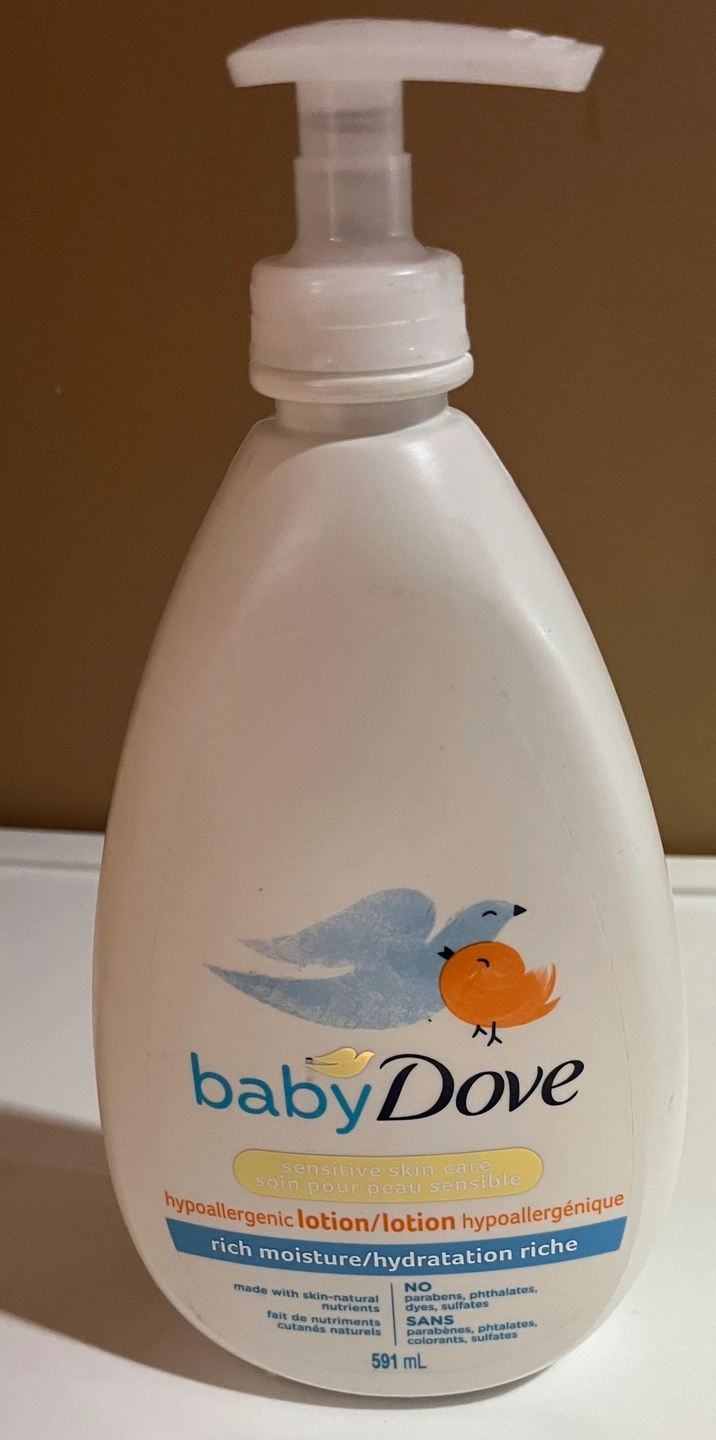 baby Dove
sensitive skin care
soin pour peau sensible
hypoallergenic lotion/lotion hypoallergénique
rich moisture/hydratation riche
made with skin-natural
nutrients
fait de nutriments
cutanés naturels
NO
parabens, phthalates,
dyes, sulfates
SANS
parabènes, phtalates,
colorants, sulfates
591 mL